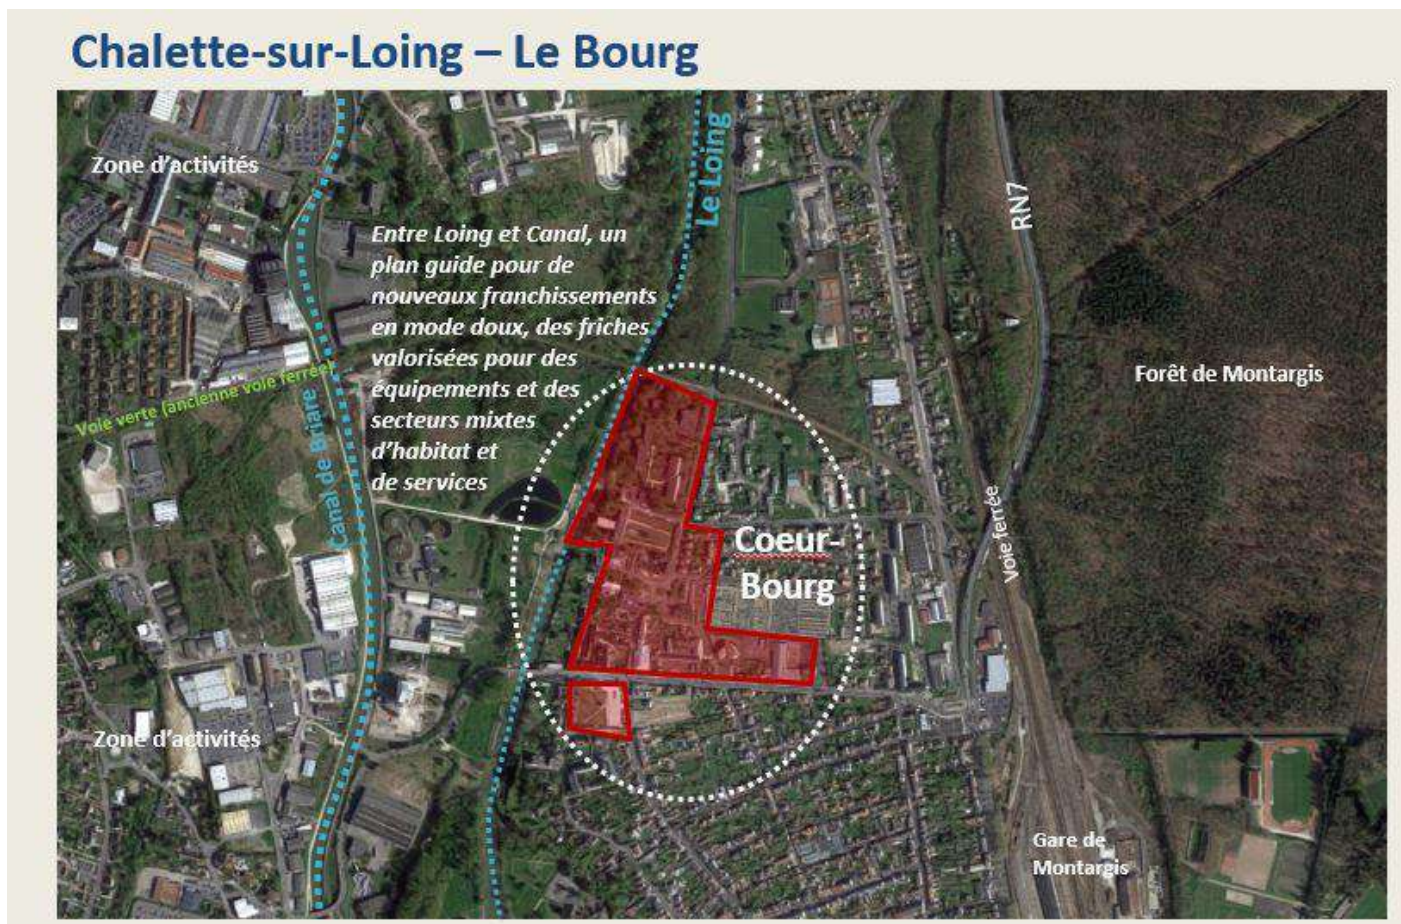 Chalette-sur-Loing – Le Bourg
Zone d'activités
Le Loing
RN7
Entre Loing et Canal, un
plan guide pour de
nouveaux franchissements
en mode doux, des friches
valorisées pour des
équipements et des
secteurs mixtes
d'habitat et
de services
Forêt de Montargis
Voie verte (ancienne voie ferrée)
Canal de Briare
Voie ferrée
Coeur-
Bourg
Zone d'activités
Gare de
Montargis